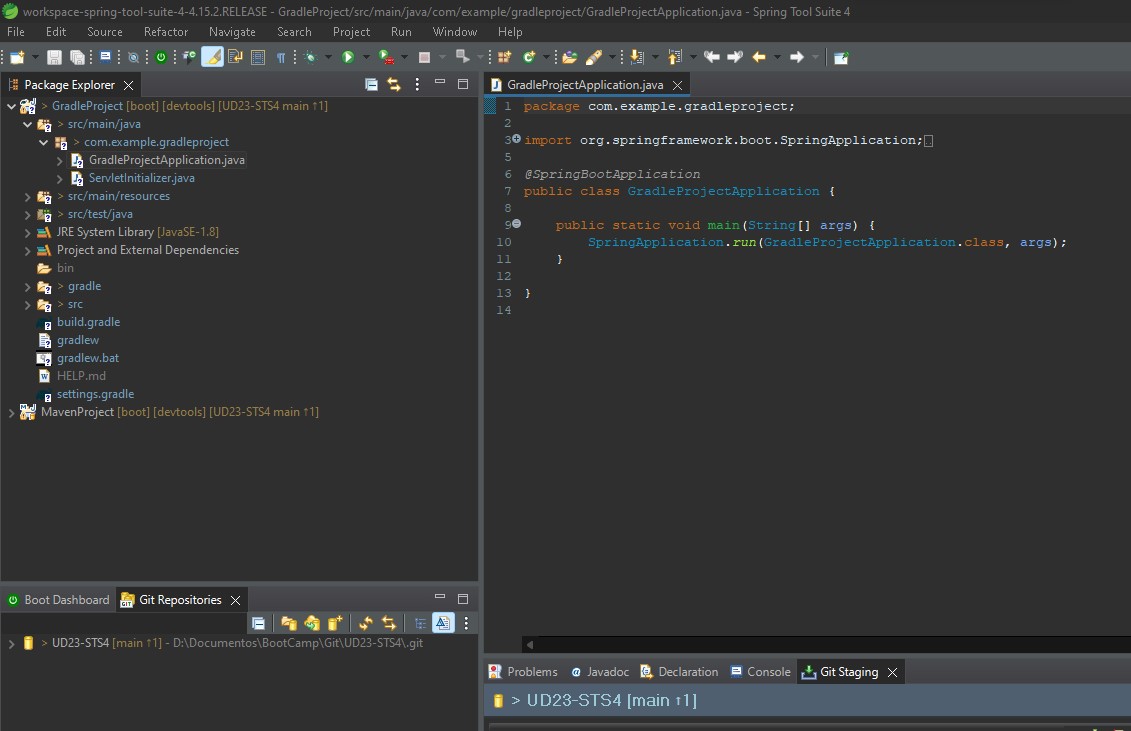 workspace-spring-tool-suite-4-4.15.2.RELEASE - GradleProject/src/main/java/com/example/gradleproject/GradleProjectApplication.java - Spring Tool Suite 4
File Edit Source Refactor Navigate Search Project Run Window Help
Package Explorer
> GradleProject [boot] [devtools] [UD23-STS4 main ↑1]
> src/main/java
> com.example.gradleproject
GradleProjectApplication.java
ServletInitializer.java
> src/main/resources
> src/test/java
JRE System Library [JavaSE-1.8]
Project and External Dependencies
bin
> gradle
> src
build.gradle
gradlew
gradlew.bat
HELP.md
settings.gradle
MavenProject [boot] [devtools] [UD23-STS4 main ↑1]
Boot Dashboard Git Repositories
> UD23-STS4 [main ↑1] - D:\Documentos\BootCamp\Git\UD23-STS4\.git
GradleProjectApplication.java
1 package com.example.gradleproject;
2
3 import org.springframework.boot.SpringApplication;
5
6 @SpringBootApplication
7 public class GradleProjectApplication {
8
9 public static void main(String[] args) {
10 SpringApplication.run(GradleProjectApplication.class, args);
11 }
12
13 }
14
Problems @ Javadoc Declaration Console Git Staging
> UD23-STS4 [main ↑1]